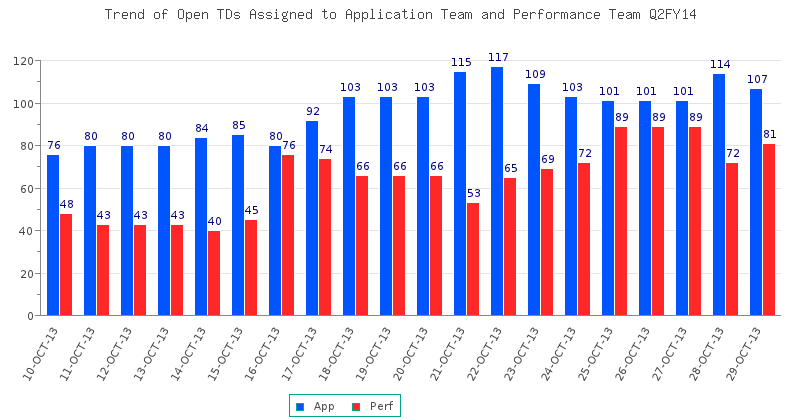 Trend of Open TDs Assigned to Application Team and Performance Team Q2FY14
120
100
80
60
40
20
0
76 48
80 43
80 43
80 43
84 40
85 45
80 76
92 74
103 66
103 66
103 66
115 53
117 65
109 69
103 72
101 89
101 89
101 89
114 72
107 81
10-OCT-13
11-OCT-13
12-OCT-13
13-OCT-13
14-OCT-13
15-OCT-13
16-OCT-13
17-OCT-13
18-OCT-13
19-OCT-13
20-OCT-13
21-OCT-13
22-OCT-13
23-OCT-13
24-OCT-13
25-OCT-13
26-OCT-13
27-OCT-13
28-OCT-13
29-OCT-13
App Perf